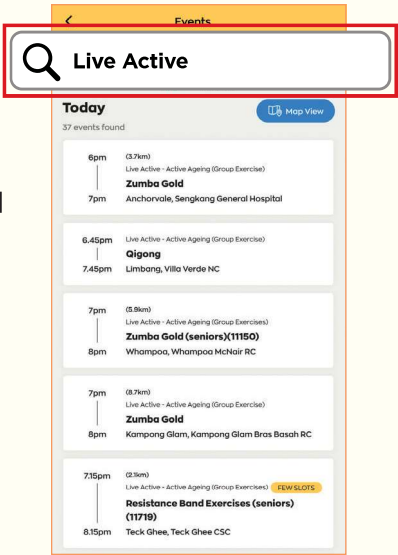 Events
Live Active
Today
Map View
37 events found
6pm
(3.7km)
Live Active - Active Ageing (Group Exercise)
Zumba Gold
7pm
Anchorvale, Sengkang General Hospital
6.45pm
Live Active - Active Ageing (Group Exercise)
Qigong
7.45pm
Limbang, Villa Verde NC
7pm
(5.9km)
Live Active - Active Ageing (Group Exercises)
Zumba Gold (seniors)(11150)
8pm
Whampoa, Whampoa McNair RC
7pm
(8.7km)
Live Active - Active Ageing (Group Exercise)
Zumba Gold
8pm
Kampong Glam, Kampong Glam Bras Basah RC
7.15pm
(2.1km)
Live Active - Active Ageing (Group Exercises) FEW SLOTS
Resistance Band Exercises (seniors)
(11719)
8.15pm
Teck Ghee, Teck Ghee CSC